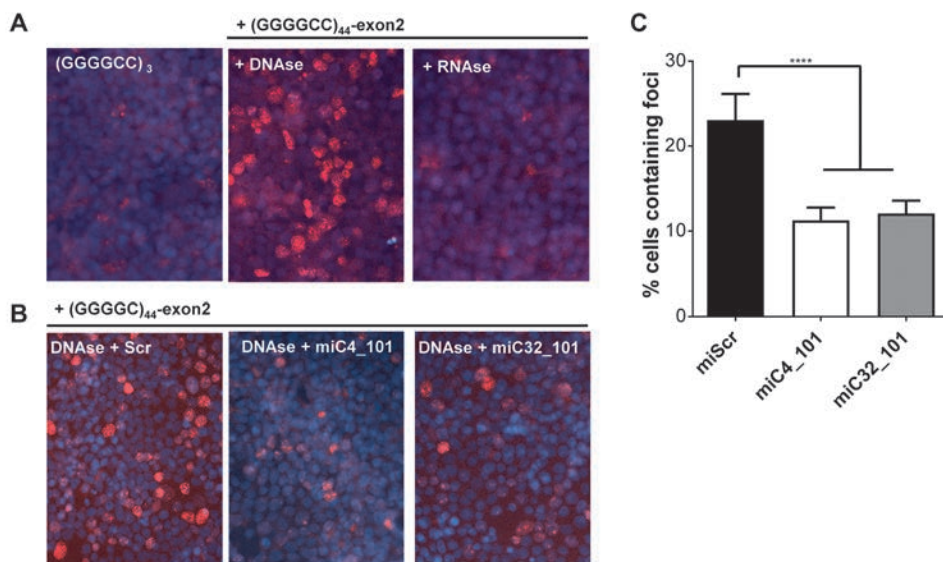 A
+ (GGGGCC)44-exon2
(GGGGCC) 3
+ DNAse
+ RNAse
B
+ (GGGGC)44-exon2
DNAse + Scr
DNAse + miC4_101
DNAse + miC32_101
C
% cells containing foci
30
20
10
0
****
miScr
miC4_101
miC32_101